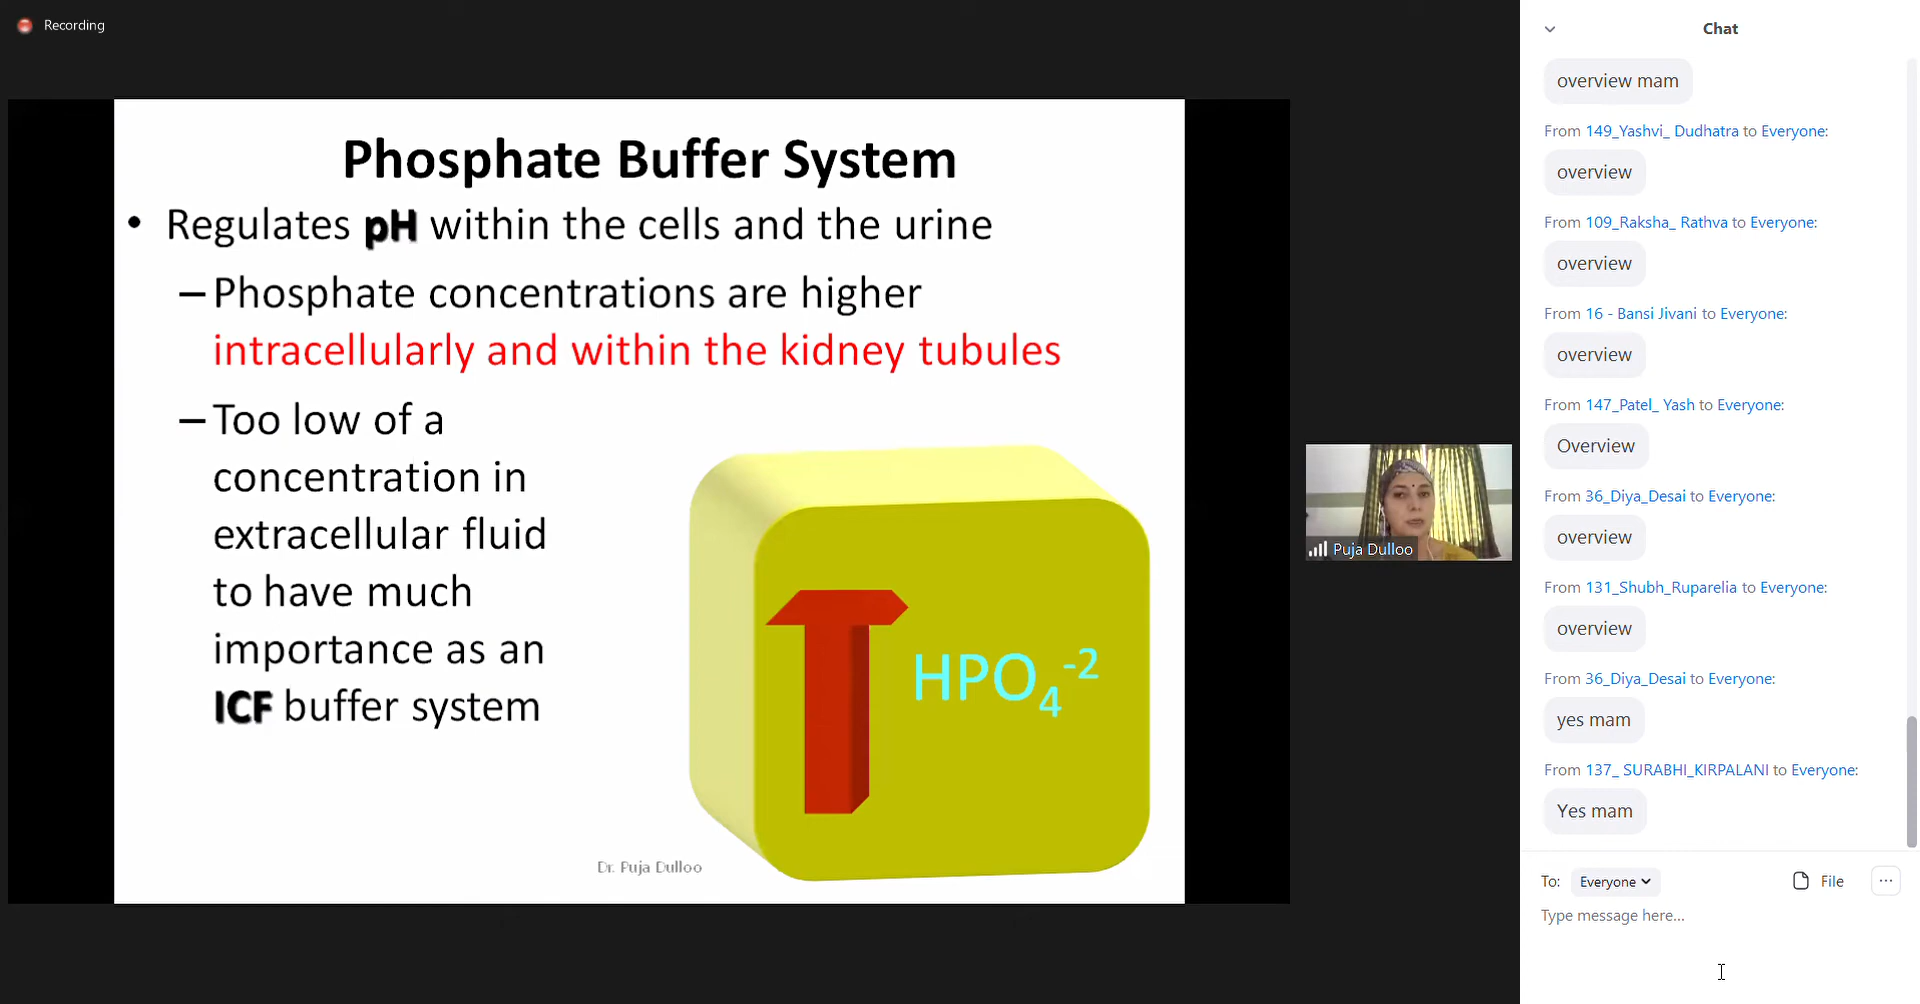 Recording
Phosphate Buffer System
• Regulates pH within the cells and the urine
– Phosphate concentrations are higher
intracellularly and within the kidney tubules
– Too low of a
concentration in
extracellular fluid
to have much
importance as an
ICF buffer system
T HPO₄⁻²
Dr. Puja Dulloo
Puja Dulloo
Chat
overview mam
From 149_Yashvi_ Dudhatra to Everyone:
overview
From 109_Raksha_ Rathva to Everyone:
overview
From 16 - Bansi Jivani to Everyone:
overview
From 147_Patel_ Yash to Everyone:
Overview
From 36_Diya_Desai to Everyone:
overview
From 131_Shubh_Ruparelia to Everyone:
overview
From 36_Diya_Desai to Everyone:
yes mam
From 137_ SURABHI_KIRPALANI to Everyone:
Yes mam
To: Everyone File ...
Type message here...